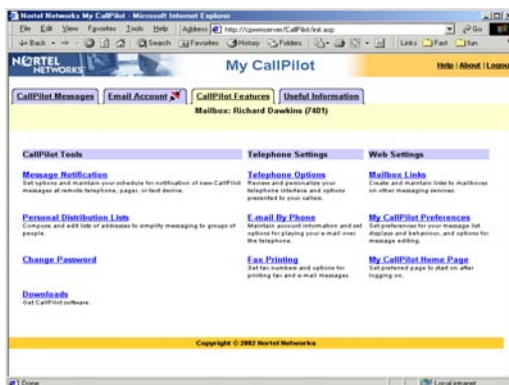 Nortel Networks My CallPilot - Microsoft Internet Explorer
File Edit View Favorites Tools Help Address http://cpwebserver/CallPilot/init.asp Go
Back Search Favorites History Folders Links Fast Ifun
NORTEL NETWORKS
My CallPilot
Help | About | Logout
CallPilot Messages Email Account CallPilot Features Useful Information
Mailbox: Richard Dawkins (7401)
CallPilot Tools Telephone Settings Web Settings
Message Notification
Set options and maintain your schedule for notification of new CallPilot messages at remote telephone, pager, or text device.
Telephone Options
Review and personalize your telephone interface and options presented to your callers.
Mailbox Links
Create and maintain links to mailboxes on other messaging services.
Personal Distribution Lists
Compose and edit lists of addresses to simplify messaging to groups of people.
E-mail By Phone
Maintain account information and set options for playing your e-mail over the telephone.
My CallPilot Preferences
Set preferences for your message list displays and behaviour, and options for message editing.
Change Password
Fax Printing
Set fax numbers and options for printing fax and e-mail messages.
My CallPilot Home Page
Set preferred page to start on after logging on.
Downloads
Get CallPilot software.
Copyright © 2002 Nortel Networks
Done Local intranet